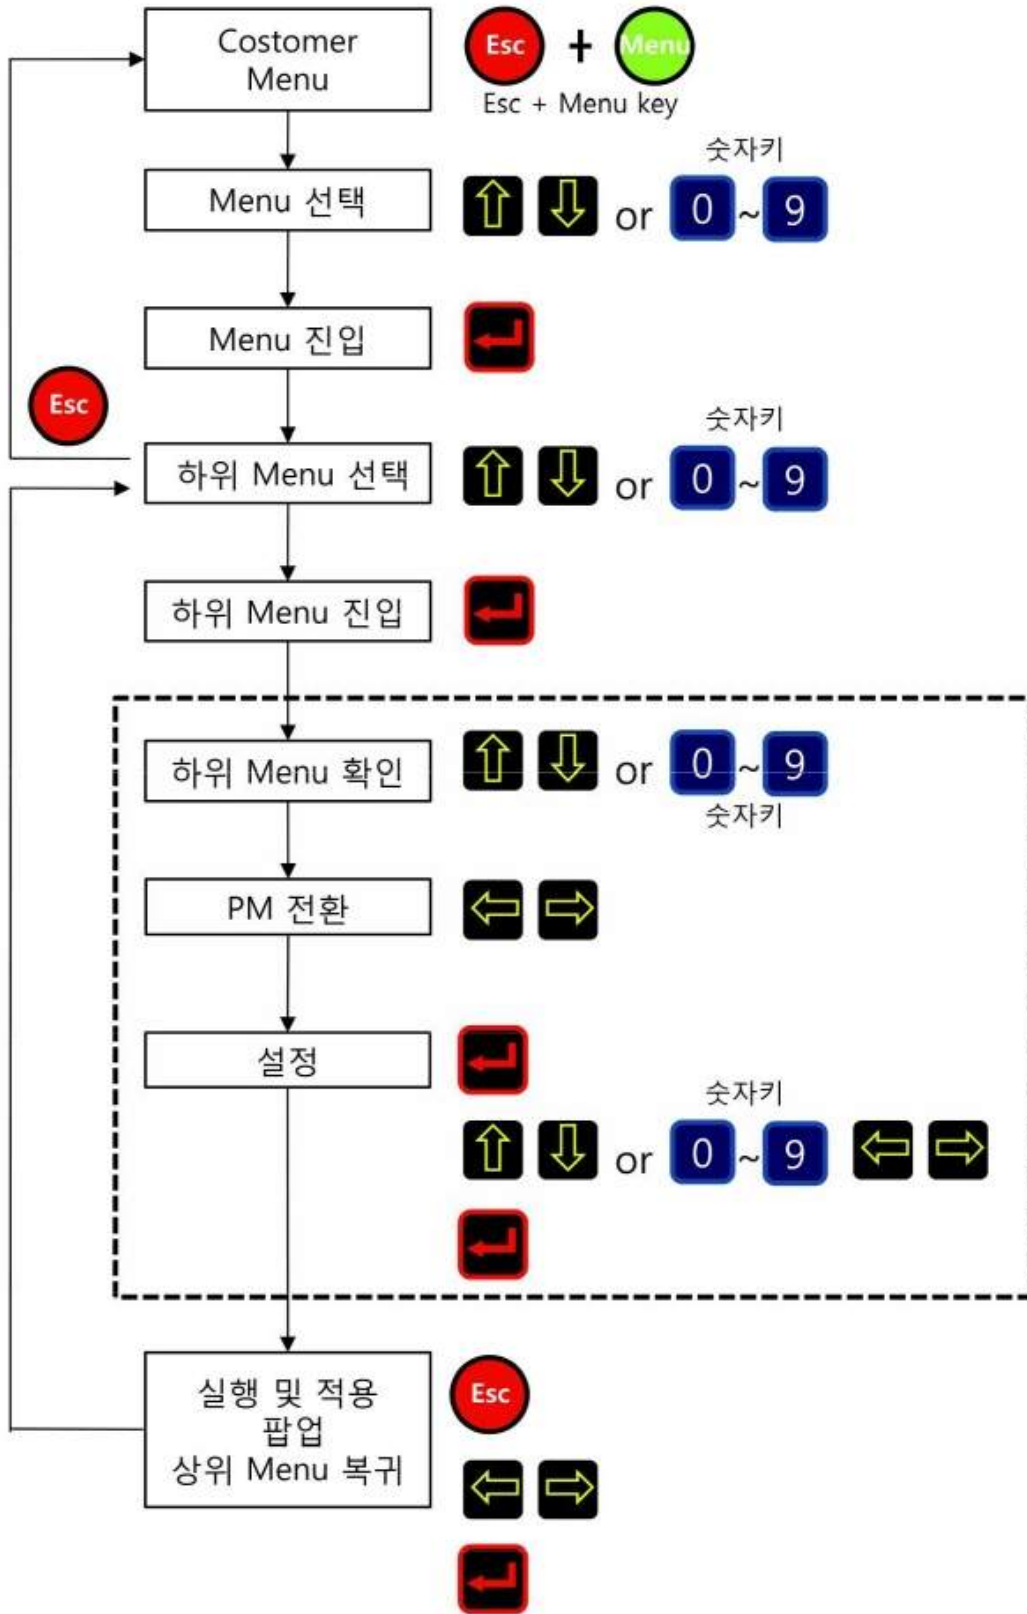 Costomer
Menu
Esc + Menu
Esc + Menu key
숫자키
Menu 선택
or 0 ~ 9
Menu 진입
Esc
숫자키
하위 Menu 선택
or 0 ~ 9
하위 Menu 진입
하위 Menu 확인
or 0 ~ 9
숫자키
PM 전환
설정
숫자키
or 0 ~ 9
실행 및 적용
팝업
상위 Menu 복귀
Esc